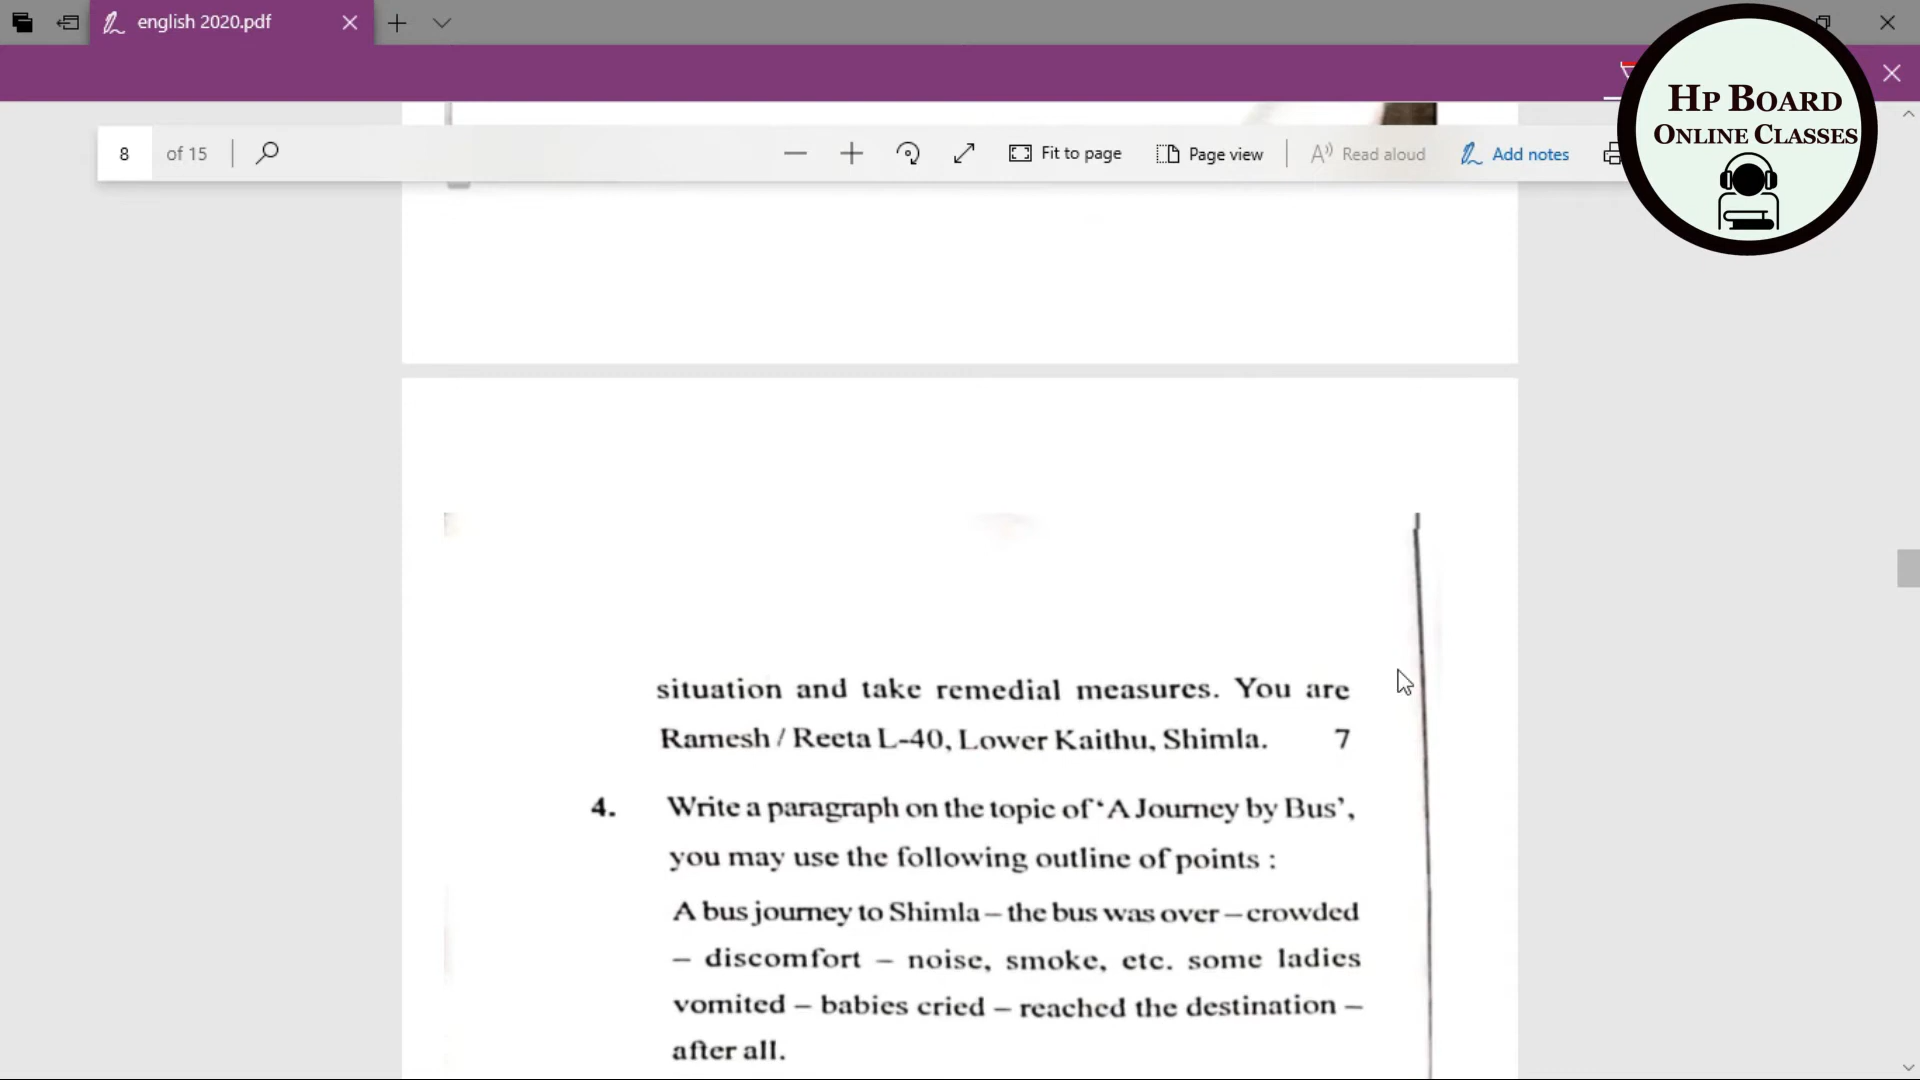 english 2020.pdf
HP BOARD
ONLINE CLASSES
8 of 15
Fit to page
Page view
Read aloud
Add notes
situation and take remedial measures. You are
Ramesh / Reeta L-40, Lower Kaithu, Shimla. 7
4. Write a paragraph on the topic of ‘A Journey by Bus’,
you may use the following outline of points :
A bus journey to Shimla – the bus was over – crowded
– discomfort – noise, smoke, etc. some ladies
vomited – babies cried – reached the destination –
after all.